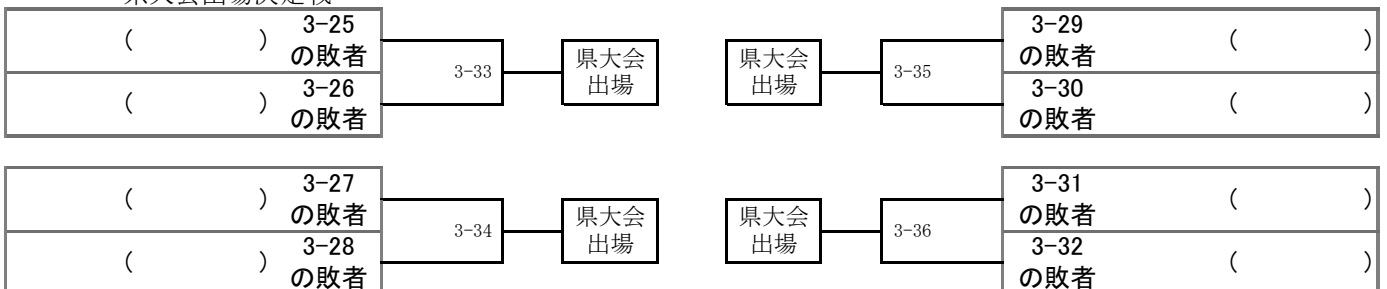 県大会出場決定戦
(　　　) 3-25
の敗者
(　　　) 3-26
の敗者
3-33
県大会
出場
県大会
出場
3-35
3-29 (　　　)
の敗者
3-30 (　　　)
の敗者
(　　　) 3-27
の敗者
(　　　) 3-28
の敗者
3-34
県大会
出場
県大会
出場
3-36
3-31 (　　　)
の敗者
3-32 (　　　)
の敗者